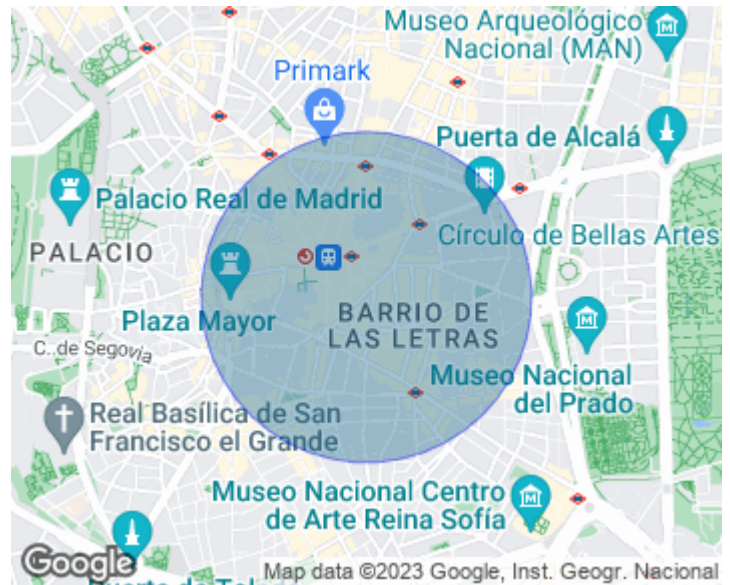 Museo Arqueológico
Nacional (MAN)
Primark
Puerta de Alcalá
Palacio Real de Madrid
Círculo de Bellas Artes
PALACIO
Plaza Mayor
BARRIO DE
LAS LETRAS
C. de Segovia
Museo Nacional
del Prado
Real Basílica de San
Francisco el Grande
Museo Nacional Centro
de Arte Reina Sofía
Google
Map data ©2023 Google, Inst. Geogr. Nacional